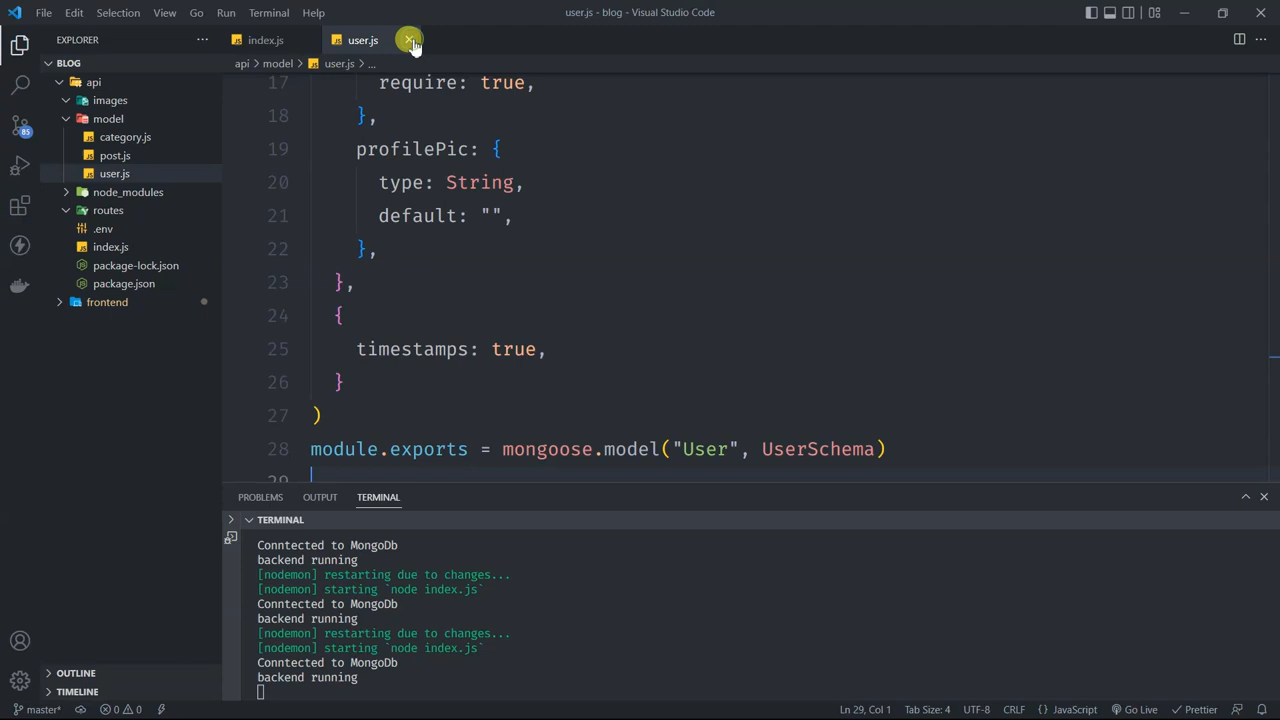 File Edit Selection View Go Run Terminal Help
user.js - blog - Visual Studio Code
EXPLORER
index.js
user.js
BLOG
api > model > user.js > ...
api
images
model
category.js
post.js
user.js
node_modules
routes
.env
index.js
package-lock.json
package.json
frontend
85
17 require: true,
18 },
19 profilePic: {
20 type: String,
21 default: "",
22 },
23 },
24 {
25 timestamps: true,
26 }
27 )
28 module.exports = mongoose.model("User", UserSchema)
29
PROBLEMS OUTPUT TERMINAL
TERMINAL
Conntected to MongoDb
backend running
[nodemon] restarting due to changes...
[nodemon] starting `node index.js`
Conntected to MongoDb
backend running
[nodemon] restarting due to changes...
[nodemon] starting `node index.js`
Conntected to MongoDb
backend running
OUTLINE
TIMELINE
master* 0 0 Ln 29, Col 1 Tab Size: 4 UTF-8 CRLF {} JavaScript Go Live Prettier